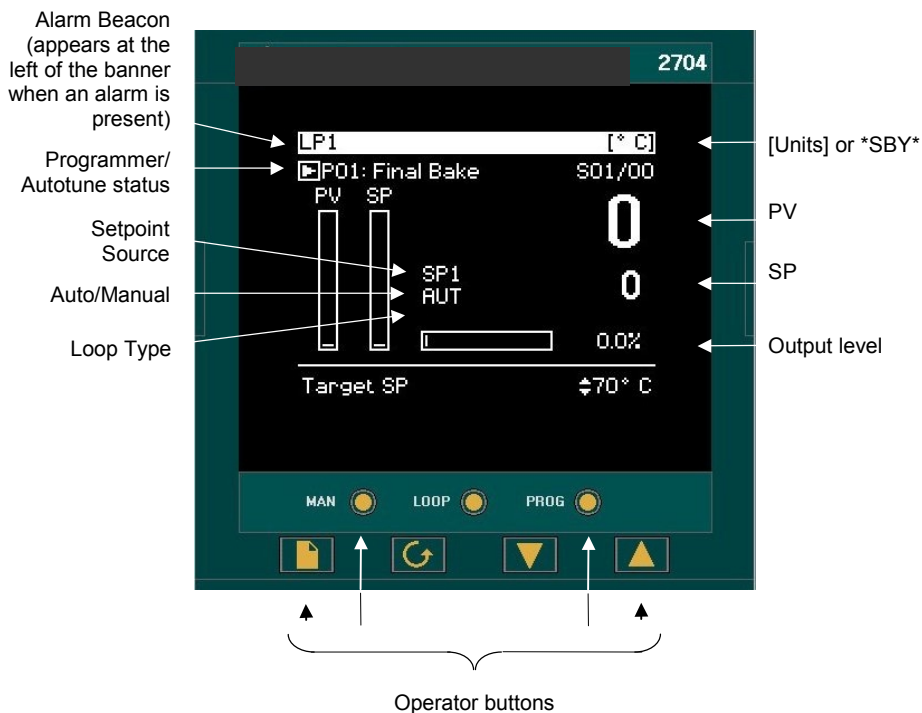 Alarm Beacon
(appears at the
left of the banner
when an alarm is
present)
Programmer/
Autotune status
Setpoint
Source
Auto/Manual
Loop Type
2704
LP1 [° C]
P01: Final Bake S01/00
PV SP
0
SP1
AUT
0
0.0%
Target SP 70° C
MAN LOOP PROG
[Units] or *SBY*
PV
SP
Output level
Operator buttons